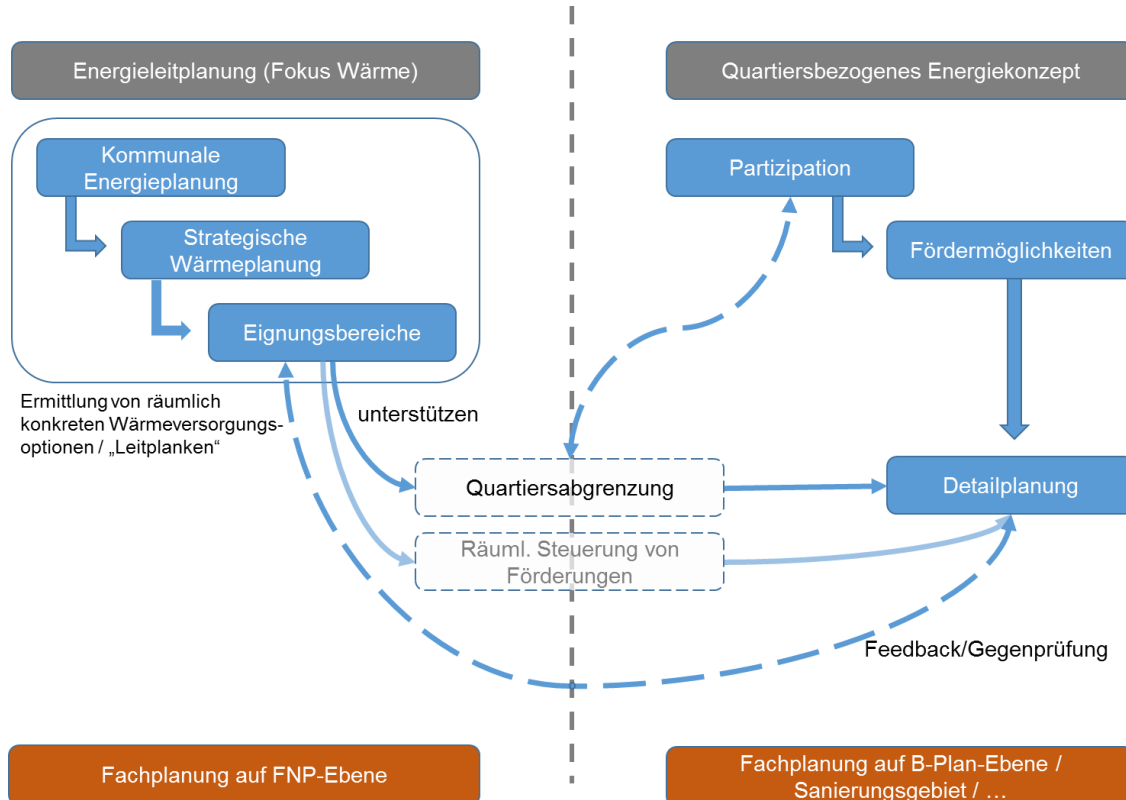 Energieleitplanung (Fokus Wärme)
Quartiersbezogenes Energiekonzept
Kommunale
Energieplanung
Strategische
Wärmeplanung
Eignungsbereiche
Ermittlung von räumlich
konkreten Wärmeversorgungs-
optionen / „Leitplanken“
unterstützen
Partizipation
Fördermöglichkeiten
Quartiersabgrenzung
Detailplanung
Räuml. Steuerung von
Förderungen
Feedback/Gegenprüfung
Fachplanung auf FNP-Ebene
Fachplanung auf B-Plan-Ebene /
Sanierungsgebiet / …